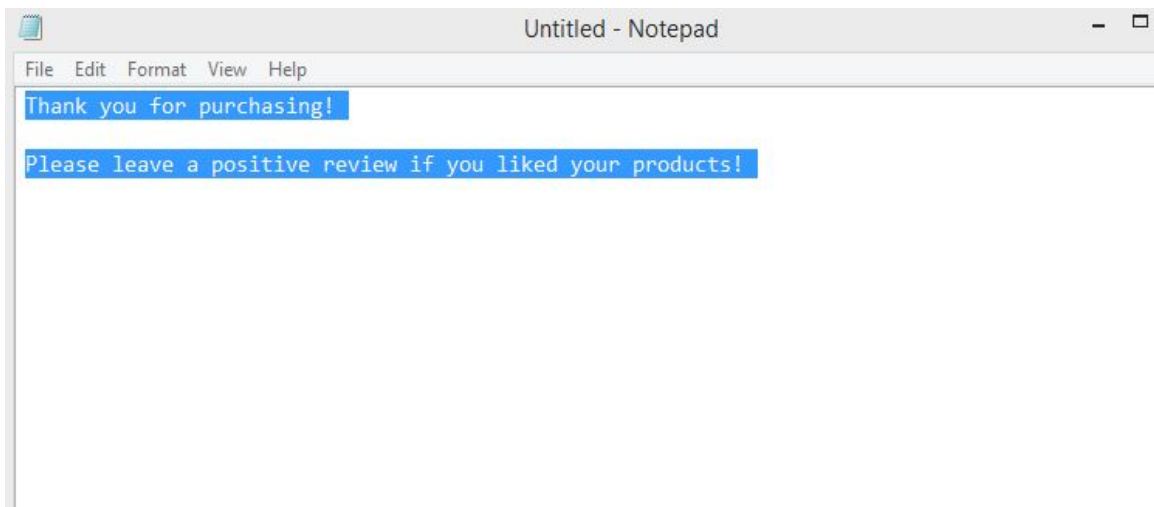 Untitled - Notepad
File Edit Format View Help
Thank you for purchasing!
Please leave a positive review if you liked your products!